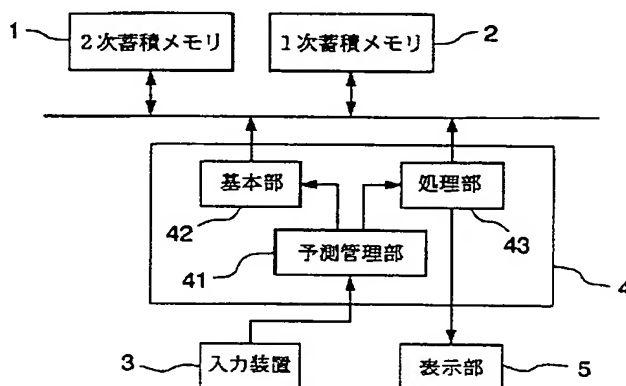 1
2次蓄積メモリ
1次蓄積メモリ
2
基本部
42
処理部
43
予測管理部
41
4
3
入力装置
表示部
5